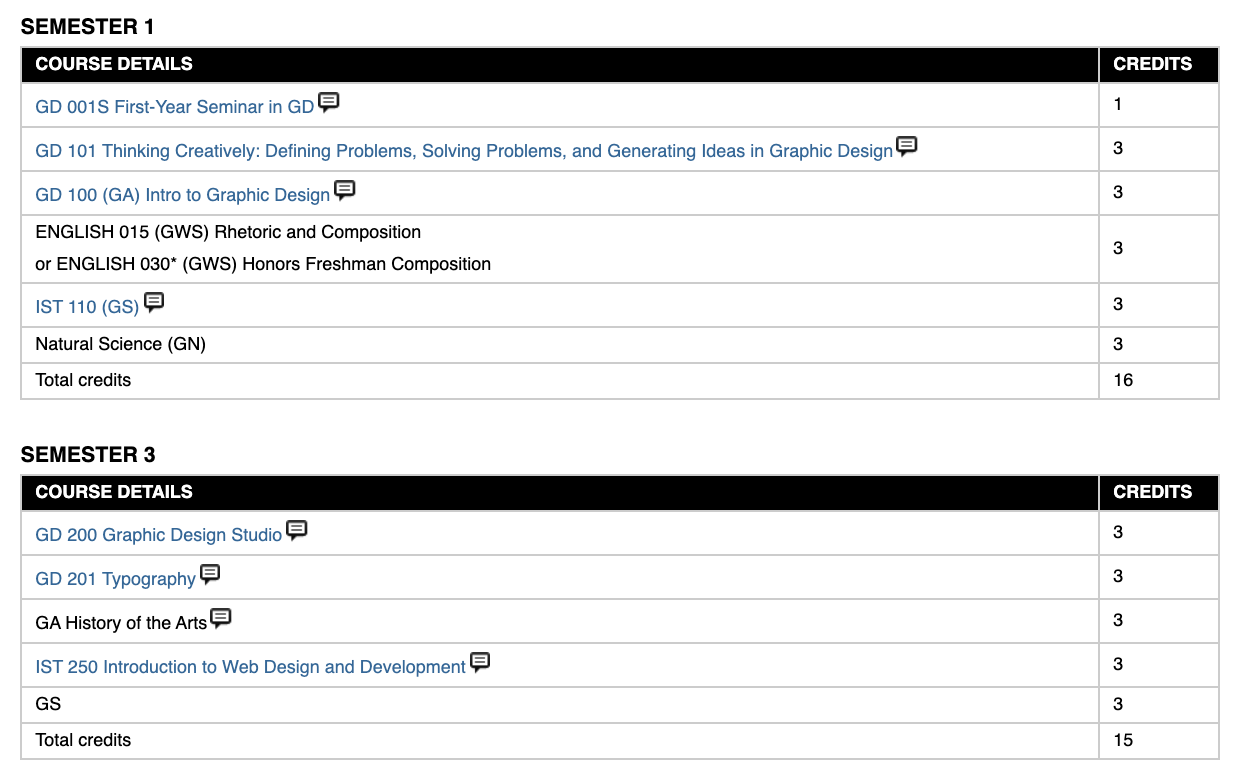 SEMESTER 1
COURSE DETAILS CREDITS
GD 001S First-Year Seminar in GD 1
GD 101 Thinking Creatively: Defining Problems, Solving Problems, and Generating Ideas in Graphic Design 3
GD 100 (GA) Intro to Graphic Design 3
ENGLISH 015 (GWS) Rhetoric and Composition
or ENGLISH 030* (GWS) Honors Freshman Composition 3
IST 110 (GS) 3
Natural Science (GN) 3
Total credits 16
SEMESTER 3
COURSE DETAILS CREDITS
GD 200 Graphic Design Studio 3
GD 201 Typography 3
GA History of the Arts 3
IST 250 Introduction to Web Design and Development 3
GS 3
Total credits 15